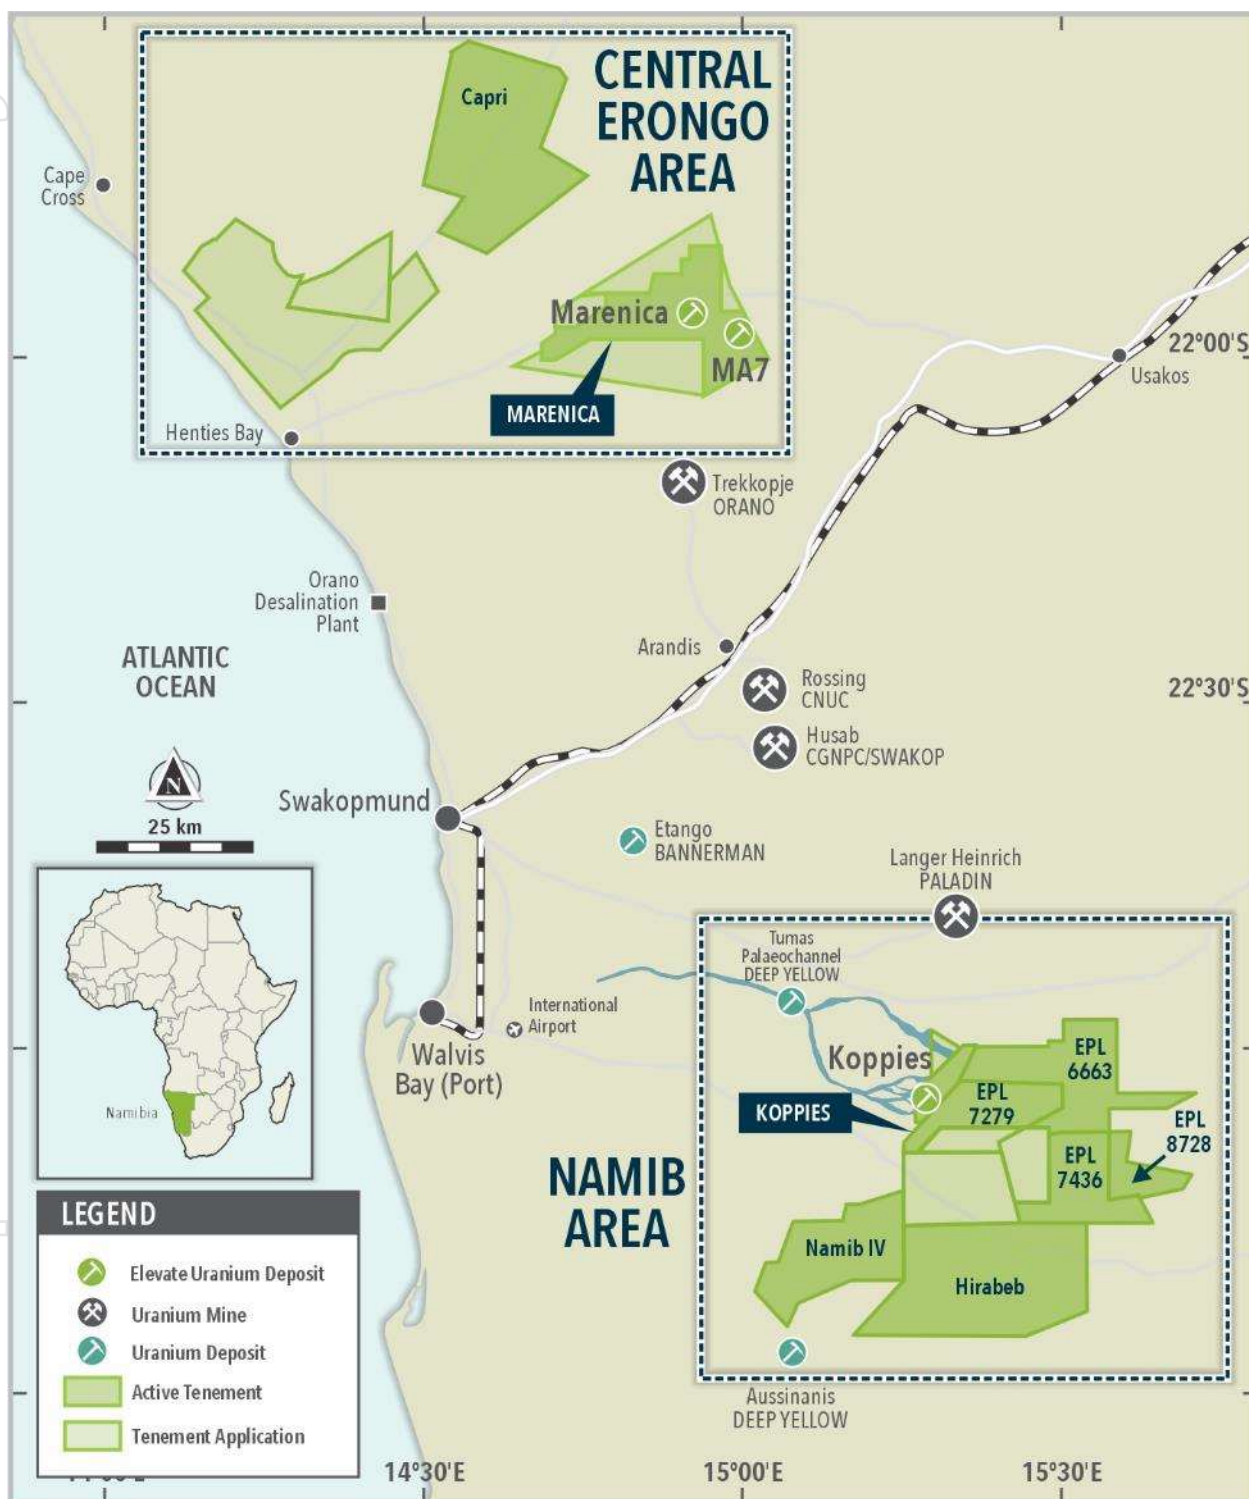 CENTRAL
ERONGO
AREA
Capri
Cape
Cross
Marenica
MA7
MARENICA
Henties Bay
22°00'S
Usakos
Trekkopje
ORANO
Orano
Desalination
Plant
ATLANTIC
OCEAN
Arandis
Rossing
CNUC
22°30'S
Husab
CGNPC/SWAKOP
N
25 km
Swakopmund
Etango
BANNERMAN
Langer Heinrich
PALADIN
Tumas
Palaeochannel
DEEP YELLOW
International
Airport
Walvis
Bay (Port)
Koppies
EPL
6663
EPL
7279
KOPPIES
EPL
8728
EPL
7436
Namibia
NAMIB
AREA
Namib IV
Hirabeb
Aussinanis
DEEP YELLOW
LEGEND
Elevate Uranium Deposit
Uranium Mine
Uranium Deposit
Active Tenement
Tenement Application
14°30'E
15°00'E
15°30'E